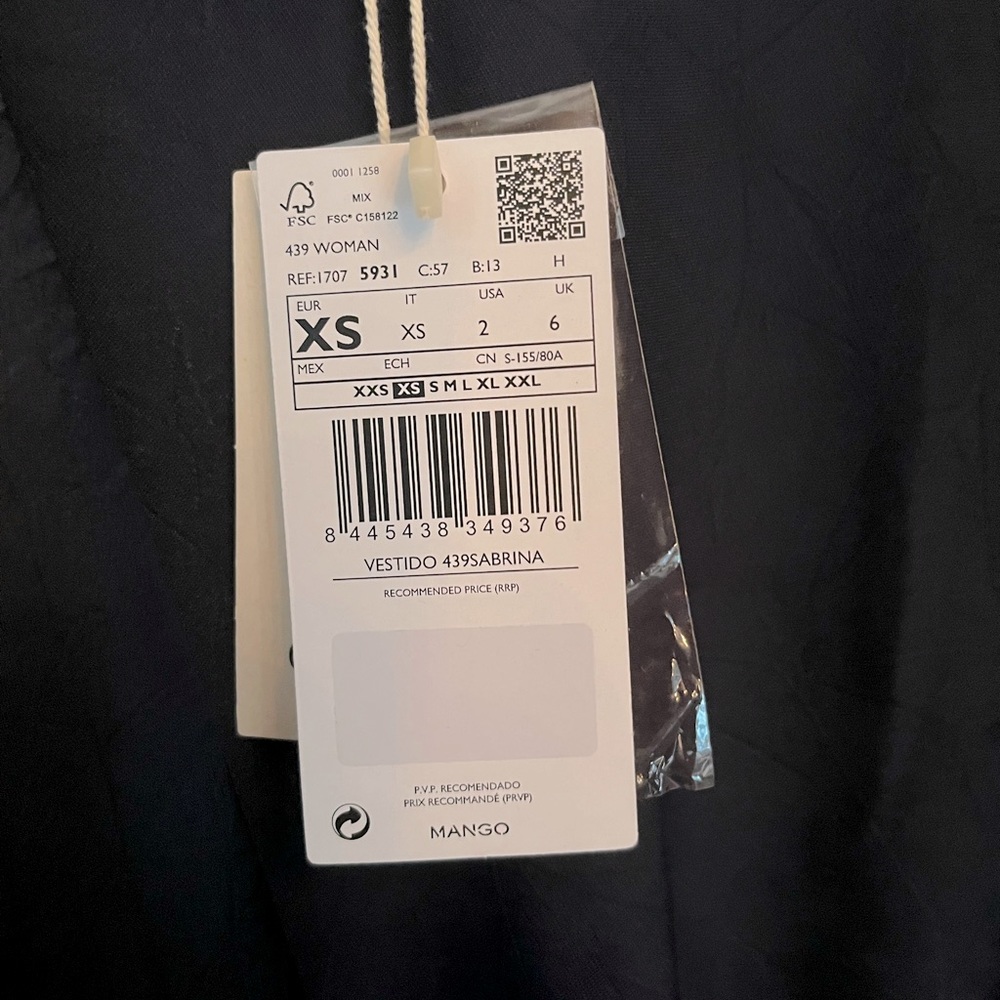 0001 1258
MIX
FSC
FSC® C158122
439 WOMAN
REF:1707 5931 C:57 B:13 H
EUR IT USA UK
XS XS 2 6
MEX ECH CN S-155/80A
XXS XS S M L XL XXL
8 445438 349376
VESTIDO 439SABRINA
RECOMMENDED PRICE (RRP)
P.V.P. RECOMENDADO
PRIX RECOMMANDÉ (PRVP)
MANGO